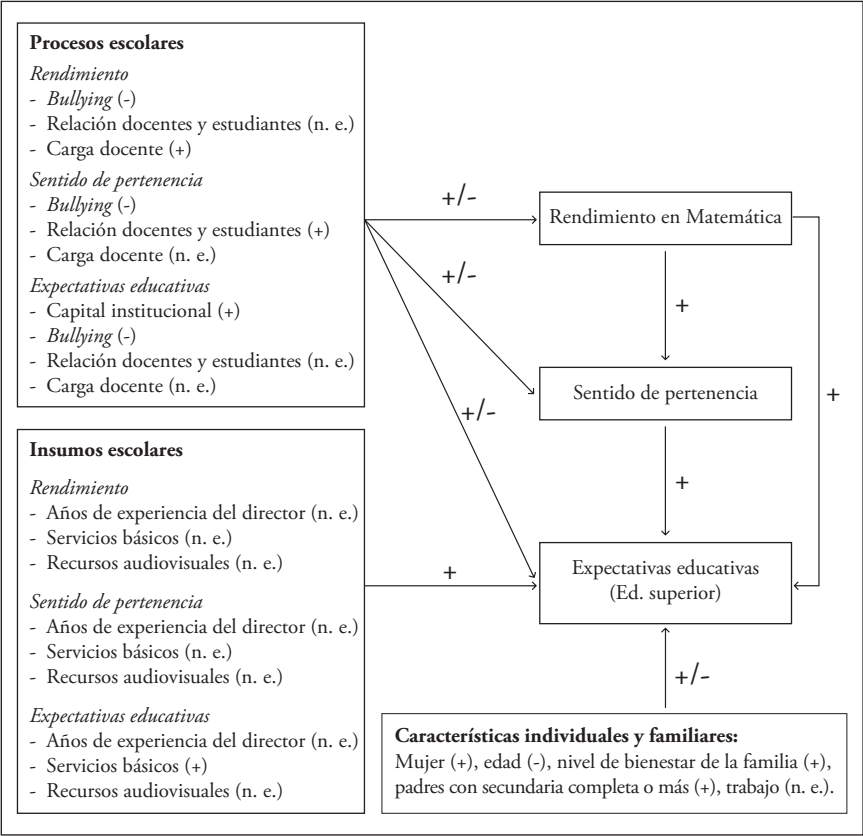 Procesos escolares
Rendimiento
- Bullying (-)
- Relación docentes y estudiantes (n. e.)
- Carga docente (+)
Sentido de pertenencia
- Bullying (-)
- Relación docentes y estudiantes (+)
- Carga docente (n. e.)
Expectativas educativas
- Capital institucional (+)
- Bullying (-)
- Relación docentes y estudiantes (n. e.)
- Carga docente (n. e.)
Insumos escolares
Rendimiento
- Años de experiencia del director (n. e.)
- Servicios básicos (n. e.)
- Recursos audiovisuales (n. e.)
Sentido de pertenencia
- Años de experiencia del director (n. e.)
- Servicios básicos (n. e.)
- Recursos audiovisuales (n. e.)
Expectativas educativas
- Años de experiencia del director (n. e.)
- Servicios básicos (+)
- Recursos audiovisuales (n. e.)
+/-
+/-
+/-
+
Rendimiento en Matemática
+
Sentido de pertenencia
+
+
Expectativas educativas
(Ed. superior)
+/-
Características individuales y familiares:
Mujer (+), edad (-), nivel de bienestar de la familia (+),
padres con secundaria completa o más (+), trabajo (n. e.).